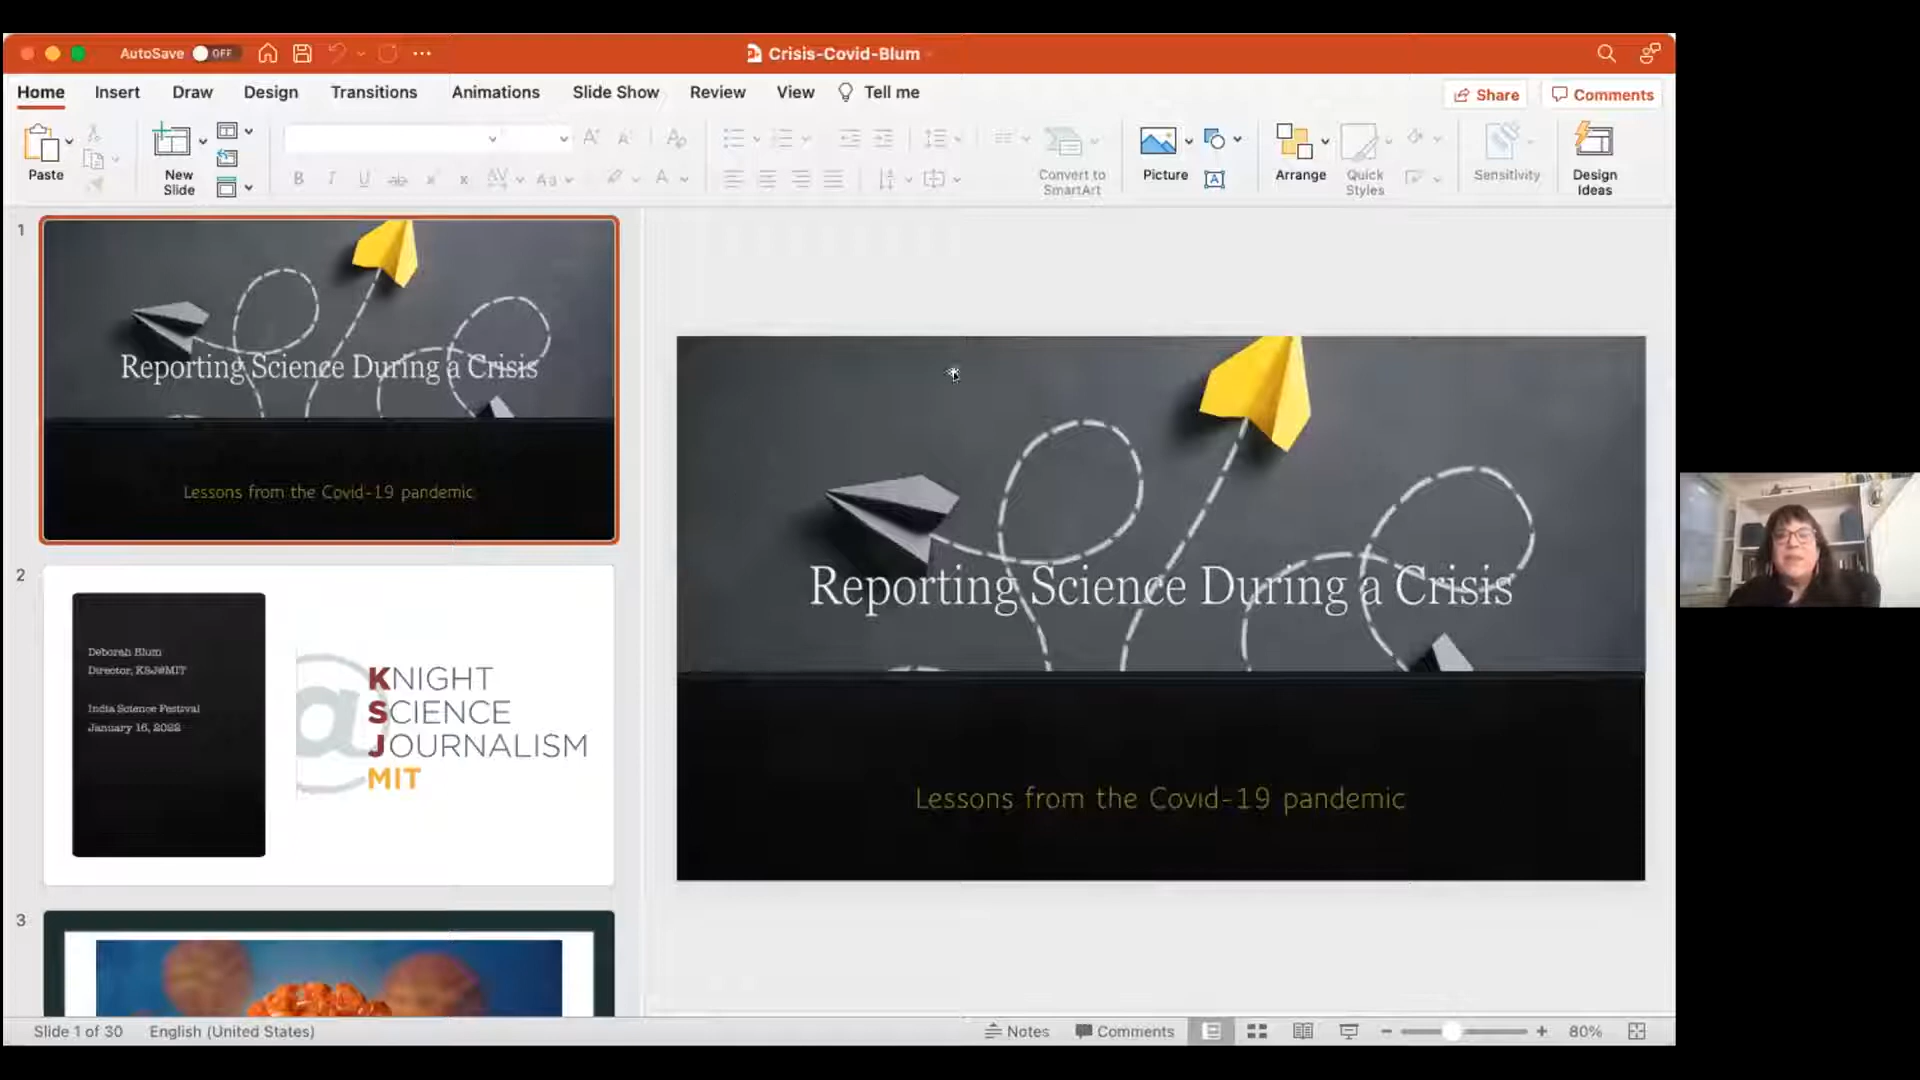 AutoSave OFF
Crisis-Covid-Blum
Home Insert Draw Design Transitions Animations Slide Show Review View Tell me
Share Comments
Paste
New
Slide
Convert to
SmartArt
Picture
Arrange
Quick
Styles
Sensitivity
Design
Ideas
1
Reporting Science During a Crisis
Lessons from the Covid-19 pandemic
2
Deborah Blum
Director, KSJ@MIT
India Science Festival
January 16, 2022
@
KNIGHT
SCIENCE
JOURNALISM
MIT
3
Reporting Science During a Crisis
Lessons from the Covid-19 pandemic
Slide 1 of 30 English (United States) Notes Comments 80%